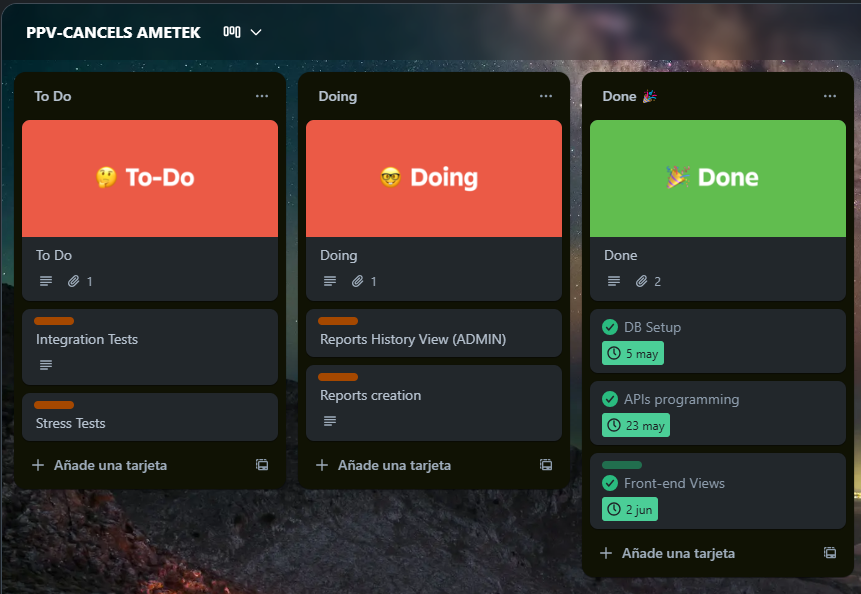 PPV-CANCELS AMETEK
To Do
🤔 To-Do
To Do
1
Integration Tests
Stress Tests
+ Añade una tarjeta
Doing
🤓 Doing
Doing
1
Reports History View (ADMIN)
Reports creation
+ Añade una tarjeta
Done 🎉
🎉 Done
Done
2
DB Setup
5 may
APIs programming
23 may
Front-end Views
2 jun
+ Añade una tarjeta